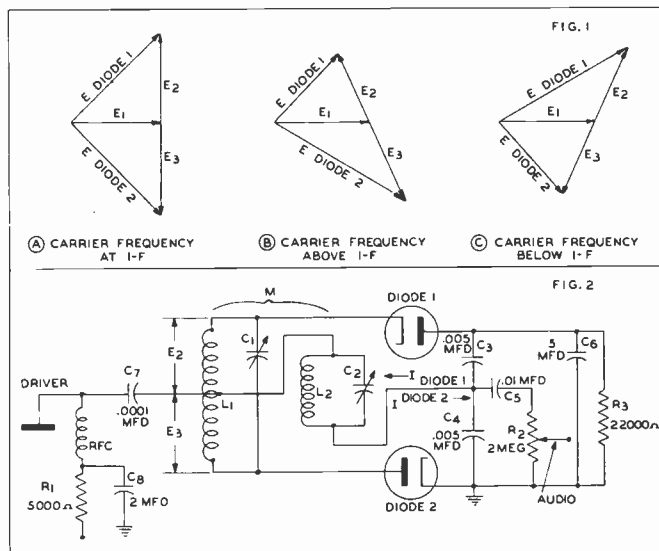 FIG. 1
E DIODE 1
E2
E1
E3
E DIODE 2
E DIODE 1
E2
E1
E3
E DIODE 2
E DIODE 1
E2
E1
E3
E DIODE 2
A CARRIER FREQUENCY
AT I-F
B CARRIER FREQUENCY
ABOVE I-F
C CARRIER FREQUENCY
BELOW I-F
FIG. 2
M
DIODE 1
E2
C1
C7
DRIVER
.0001
MFD
L1
E3
RFC
R1
5000Ω
C8
2 MFD
L2
C2
I
DIODE 1
I
DIODE 2
.005
MFD
C3
C4
.005
MFD
.01 MFD
C5
5
MFD
C6
R2
2 MEG
R3
22000Ω
AUDIO
DIODE 2